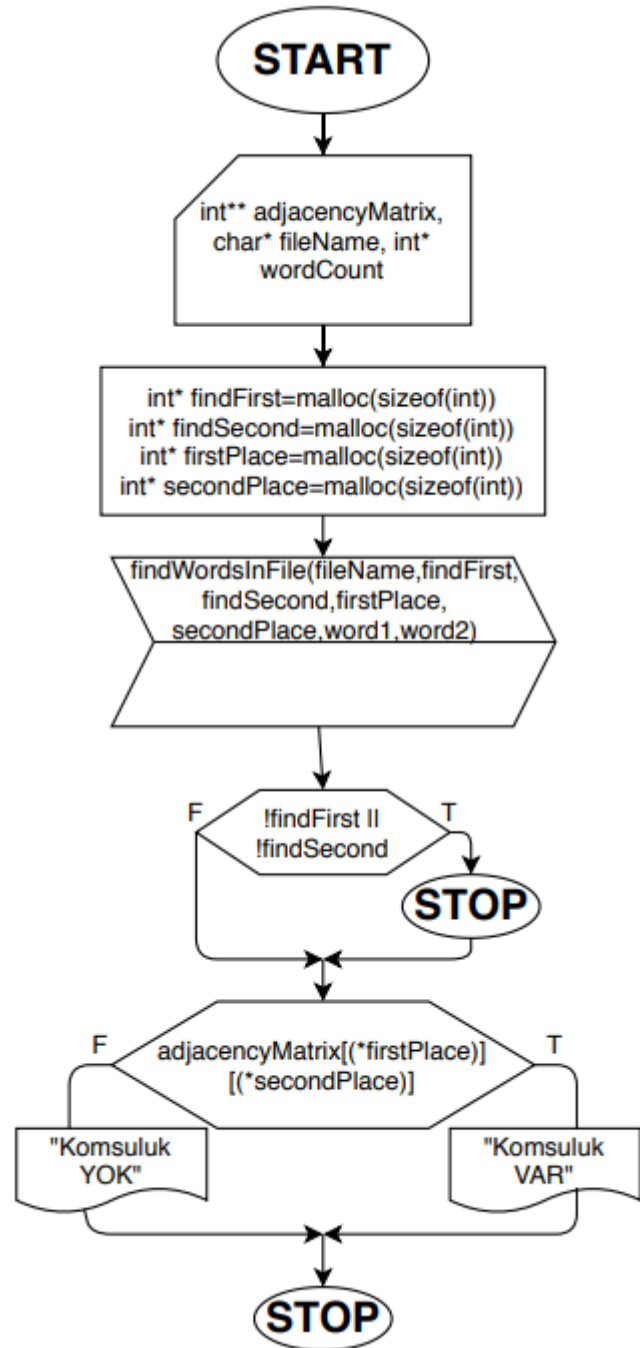 START
int** adjacencyMatrix,
char* fileName, int*
wordCount
int* findFirst=malloc(sizeof(int))
int* findSecond=malloc(sizeof(int))
int* firstPlace=malloc(sizeof(int))
int* secondPlace=malloc(sizeof(int))
findWordsInFile(fileName,findFirst,
findSecond,firstPlace,
secondPlace,word1,word2)
F
!findFirst ||
!findSecond
T
STOP
F
adjacencyMatrix[(*firstPlace)]
[(*secondPlace)]
T
"Komsuluk
YOK"
"Komsuluk
VAR"
STOP